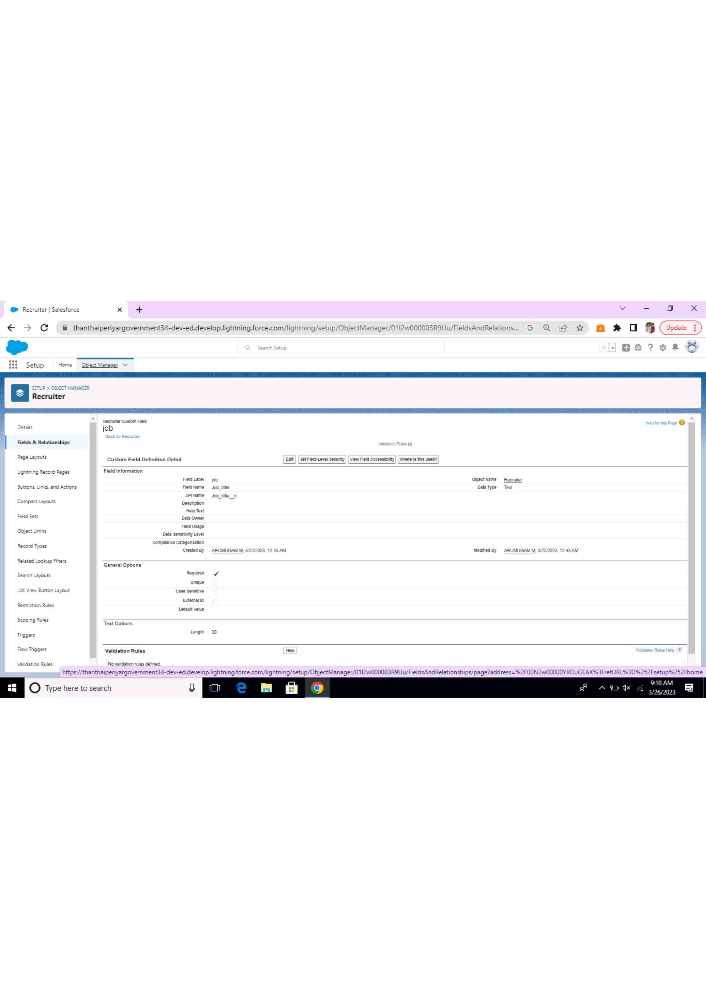 Recruiter | Salesforce
thanthaiperiyargovernment34-dev-ed.develop.lightning.force.com/lightning/setup/ObjectManager/01I2w000003R9Uu/FieldsAndRelations...
Update
Search Setup
Setup Home Object Manager
SETUP > OBJECT MANAGER
Recruiter
Details
Fields & Relationships
Page Layouts
Lightning Record Pages
Buttons, Links, and Actions
Compact Layouts
Field Sets
Object Limits
Record Types
Related Lookup Filters
Search Layouts
List View Button Layout
Restriction Rules
Scoping Rules
Triggers
Flow Triggers
Validation Rules
Recruiter Custom Field
job
Back to Recruiter
Help for this Page
Validation Rules [0]
Custom Field Definition Detail Edit Set Field-Level Security View Field Accessibility Where is this used?
Field Information
Field Label job Object Name Recruiter
Field Name Job_tittle Data Type Text
API Name Job_tittle__c
Description
Help Text
Data Owner
Field Usage
Data Sensitivity Level
Compliance Categorization
Created By ARUMUGAM M, 3/22/2023, 12:43 AM Modified By ARUMUGAM M, 3/22/2023, 12:43 AM
General Options
Required
Unique
Case Sensitive
External ID
Default Value
Text Options
Length 30
Validation Rules New Validation Rules Help ?
No validation rules defined.
https://thanthaiperiyargovernment34-dev-ed.develop.lightning.force.com/lightning/setup/ObjectManager/01I2w000003R9Uu/FieldsAndRelationships/page?address=%2F00N2w00000YRDuGEAX%3FretURL%3D%252Fsetup%252Fhome
Type here to search
9:10 AM
3/26/2023